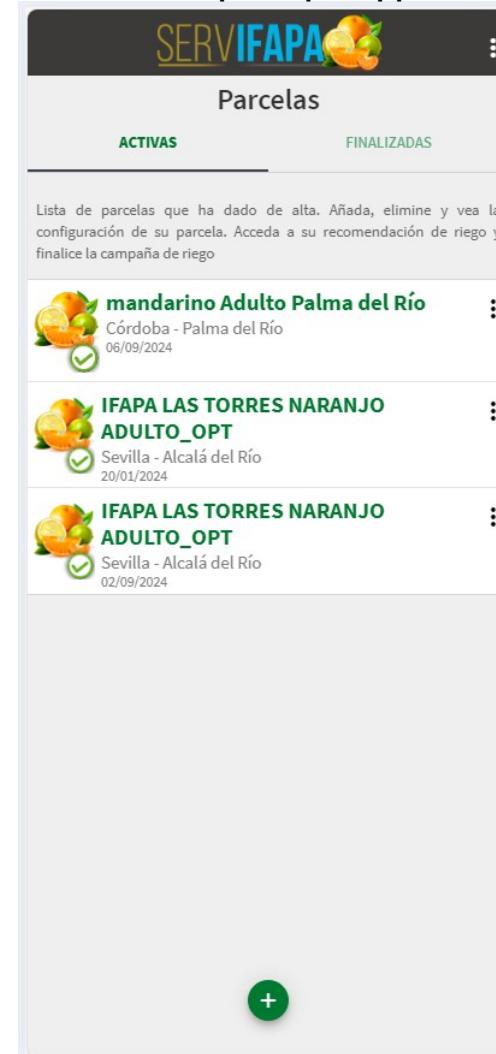 SERVIFAPA
Parcelas
ACTIVAS
FINALIZADAS
Lista de parcelas que ha dado de alta. Añada, elimine y vea la
configuración de su parcela. Acceda a su recomendación de riego y
finalice la campaña de riego
mandarino Adulto Palma del Río
Córdoba - Palma del Río
06/09/2024
IFAPA LAS TORRES NARANJO
ADULTO_OPT
Sevilla - Alcalá del Río
20/01/2024
IFAPA LAS TORRES NARANJO
ADULTO_OPT
Sevilla - Alcalá del Río
02/09/2024
+